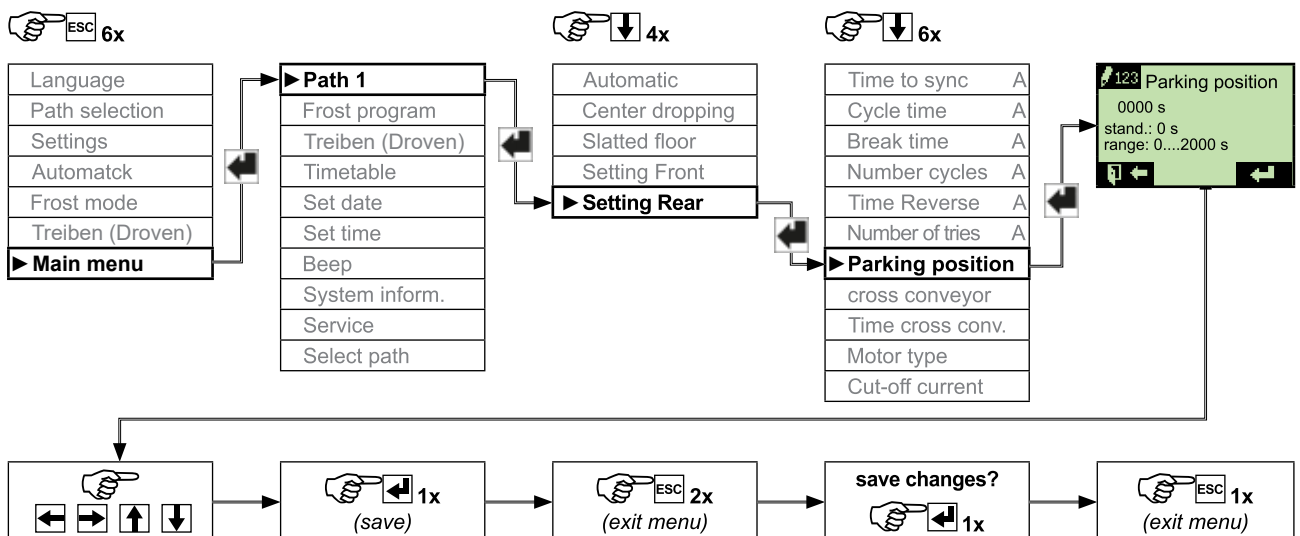 ESC 6x
Language
Path selection
Settings
Automatck
Frost mode
Treiben (Droven)
Main menu
Path 1
Frost program
Treiben (Droven)
Timetable
Set date
Set time
Beep
System inform.
Service
Select path
4x
Automatic
Center dropping
Slatted floor
Setting Front
Setting Rear
6x
Time to sync A
Cycle time A
Break time A
Number cycles A
Time Reverse A
Number of tries A
Parking position
cross conveyor
Time cross conv.
Motor type
Cut-off current
123 Parking position
0000 s
stand.: 0 s
range: 0....2000 s
1x
(save)
ESC 2x
(exit menu)
save changes?
1x
ESC 1x
(exit menu)